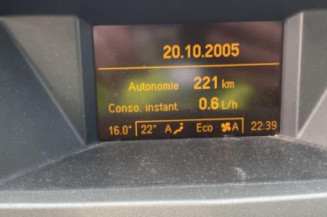 20.10.2005
Autonomie 221 km
Conso. instant. 0.6 L/h
16.0° 22° A Eco A 22:39